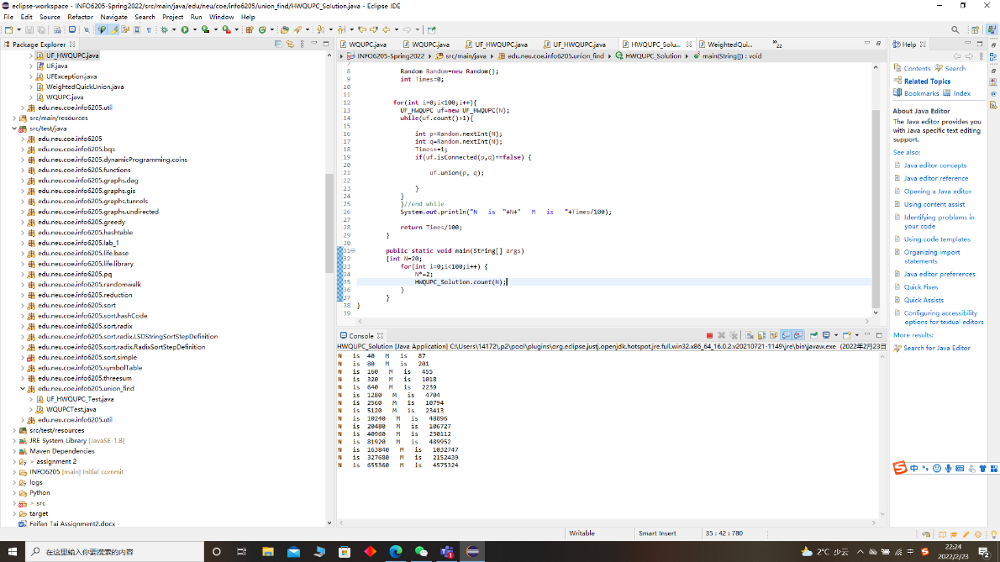 eclipse-workspace - INFO6205-Spring2022/src/main/java/edu/neu/coe/info6205/union_find/HWQUPC_Solution.java - Eclipse IDE
File Edit Source Refactor Navigate Search Project Run Window Help
Package Explorer
UF_HWQUPC.java
UF.java
UFException.java
WeightedQuickUnion.java
WQUPC.java
edu.neu.coe.info6205.util
src/main/resources
src/test/java
edu.neu.coe.info6205
edu.neu.coe.info6205.bqs
edu.neu.coe.info6205.dynamicProgramming.coins
edu.neu.coe.info6205.functions
edu.neu.coe.info6205.graphs.dag
edu.neu.coe.info6205.graphs.gis
edu.neu.coe.info6205.graphs.tunnels
edu.neu.coe.info6205.graphs.undirected
edu.neu.coe.info6205.greedy
edu.neu.coe.info6205.hashtable
edu.neu.coe.info6205.lab_1
edu.neu.coe.info6205.life.base
edu.neu.coe.info6205.life.library
edu.neu.coe.info6205.pq
edu.neu.coe.info6205.randomwalk
edu.neu.coe.info6205.reduction
edu.neu.coe.info6205.sort
edu.neu.coe.info6205.sort.hashCode
edu.neu.coe.info6205.sort.radix
edu.neu.coe.info6205.sort.radix.LSDStringSortStepDefinition
edu.neu.coe.info6205.sort.radix.RadixSortStepDefinition
edu.neu.coe.info6205.sort.simple
edu.neu.coe.info6205.symbolTable
edu.neu.coe.info6205.threesum
edu.neu.coe.info6205.union_find
UF_HWQUPC_Test.java
WQUPCTest.java
edu.neu.coe.info6205.util
src/test/resources
JRE System Library [JavaSE-1.8]
Maven Dependencies
> assignment 2
INFO6205 [main] Initial commit
logs
Python
> src
target
Feifan Tai Assignment2.docx
WQUPC.java WQUPC.java UF_HWQUPC.java UF_HWQUPC.java HWQUPC_Solu... WeightedQui... »22
INFO6205-Spring2022 src/main/java edu.neu.coe.info6205.union_find HWQUPC_Solution main(String[]) : void
7
8 Random Random=new Random();
9 int Times=0;
10
11
12 for(int i=0;i<100;i++){
13 UF_HWQUPC uf=new UF_HWQUPC(N);
14 while(uf.count()>1){
15
16 int p=Random.nextInt(N);
17 int q=Random.nextInt(N);
18 Times+=1;
19 if(uf.isConnected(p,q)==false) {
20
21 uf.union(p, q);
22
23 }
24 }
25 }//end while
26 System.out.println("N is "+N+" M is "+Times/100);
27
28 return Times/100;
29 }
30
31 public static void main(String[] args)
32 {int N=20;
33 for(int i=0;i<100;i++) {
34 N*=2;
35 HWQUPC_Solution.count(N);
36 }
37 }
38 }
39
Console
HWQUPC_Solution [Java Application] C:\Users\14172\.p2\pool\plugins\org.eclipse.justj.openjdk.hotspot.jre.full.win32.x86_64_16.0.2.v20210721-1149\jre\bin\javaw.exe (2022年2月23日
N is 40 M is 87
N is 80 M is 201
N is 160 M is 455
N is 320 M is 1018
N is 640 M is 2239
N is 1280 M is 4704
N is 2560 M is 10794
N is 5120 M is 23413
N is 10240 M is 48896
N is 20480 M is 106727
N is 40960 M is 230112
N is 81920 M is 489952
N is 163840 M is 1032747
N is 327680 M is 2152439
N is 655360 M is 4575324
Help
Contents Search
Related Topics
Bookmarks Index
About Java Editor
The Java editor provides you
with Java specific text editing
support.
See also:
Java editor concepts
Java editor reference
Opening a Java editor
Using content assist
Identifying problems in
your code
Using code templates
Organizing import
statements
Java editor preferences
Quick Fixes
Quick Assists
Configuring accessibility
options for textual editors
More results:
Search for Java Editor
中
Writable Smart Insert 35 : 42 : 780
在这里输入你要搜索的内容
2°C 少云 中 22:24
2022/2/23